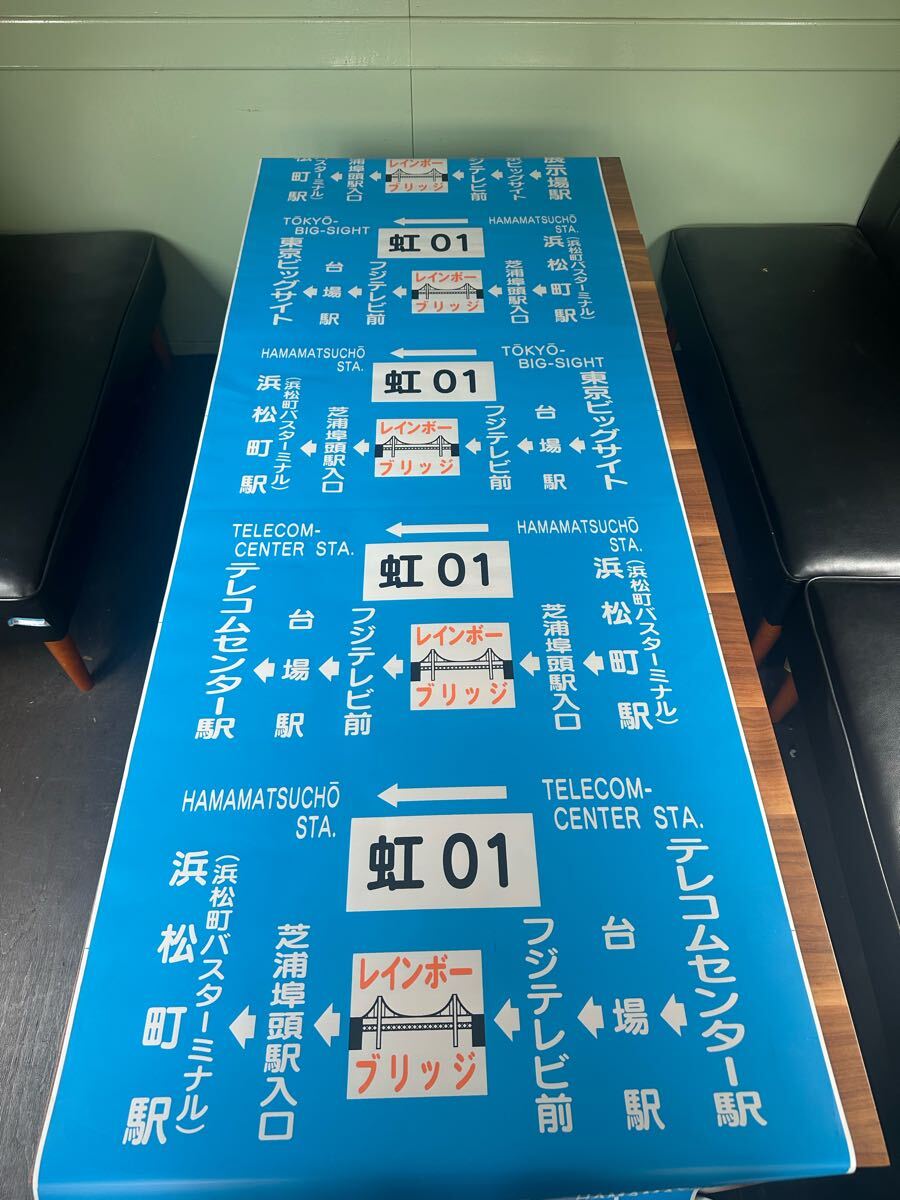 展示場駅
東京ビッグサイト
フジテレビ前
レインボー
ブリッジ
芝浦埠頭駅入口
松町駅
バスターミナル）
TŌKYŌ-
BIG-SIGHT
HAMAMATSUCHŌ
STA.
虹 01
（浜松町バスターミナル）
浜松町駅
芝浦埠頭駅入口
レインボー
ブリッジ
フジテレビ前
台場駅
東京ビッグサイト
HAMAMATSUCHŌ
STA.
TŌKYŌ-
BIG-SIGHT
虹 01
東京ビッグサイト
台場駅
フジテレビ前
レインボー
ブリッジ
芝浦埠頭駅入口
（浜松町バスターミナル）
浜松町駅
TELECOM-
CENTER STA.
HAMAMATSUCHŌ
STA.
虹 01
（浜松町バスターミナル）
浜松町駅
芝浦埠頭駅入口
レインボー
ブリッジ
フジテレビ前
台場駅
テレコムセンター駅
HAMAMATSUCHŌ
STA.
TELECOM-
CENTER STA.
虹 01
テレコムセンター駅
台場駅
フジテレビ前
レインボー
ブリッジ
芝浦埠頭駅入口
（浜松町バスターミナル）
浜松町駅
HAMAMATSUCHŌ